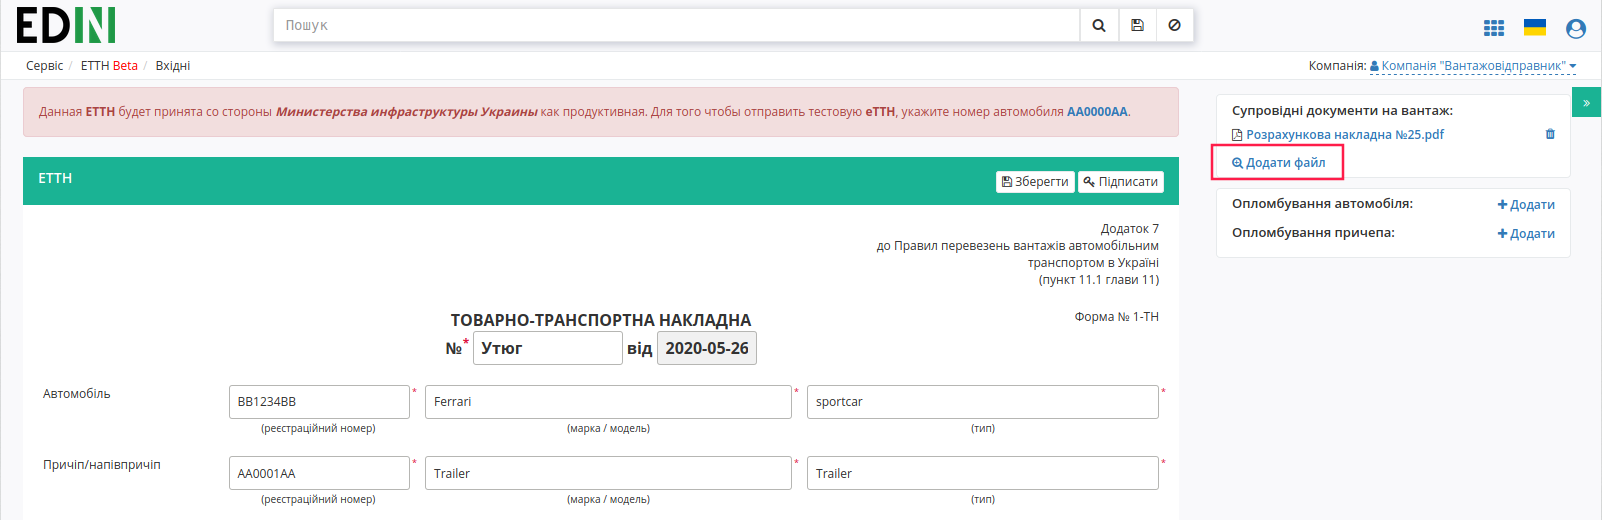 EDIN
Пошук
Сервіс / ЕТТН Beta / Вхідні
Компанія: Компанія "Вантажовідправник"
Данная ЕТТН будет принята со стороны Министерства инфраструктуры Украины как продуктивная. Для того чтобы отправить тестовую еТТН, укажите номер автомобиля АА0000АА.
Супровідні документи на вантаж:
»
Розрахункова накладна №25.pdf
Додати файл
Опломбування автомобіля: + Додати
Опломбування причепа: + Додати
ЕТТН
Зберегти Підписати
Додаток 7
до Правил перевезень вантажів автомобільним
транспортом в Україні
(пункт 11.1 глави 11)
Форма № 1-ТН
ТОВАРНО-ТРАНСПОРТНА НАКЛАДНА
№* Утюг від 2020-05-26
Автомобіль BB1234BB * Ferrari * sportcar *
(реєстраційний номер) (марка / модель) (тип)
Причіп/напівпричіп AA0001AA * Trailer * Trailer *
(реєстраційний номер) (марка / модель) (тип)